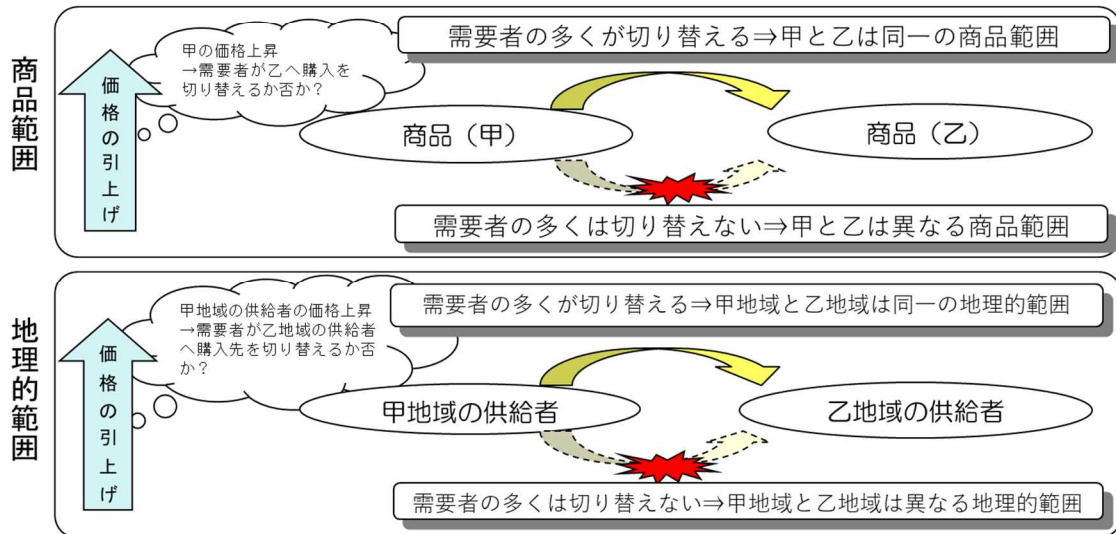 商品範囲
価格の引上げ
甲の価格上昇
→需要者が乙へ購入を
切り替えるか否か？
需要者の多くが切り替える⇒甲と乙は同一の商品範囲
商品（甲）
商品（乙）
需要者の多くは切り替えない⇒甲と乙は異なる商品範囲
地理的範囲
価格の引上げ
甲地域の供給者の価格上昇
→需要者が乙地域の供給者
へ購入先を切り替えるか否
か？
需要者の多くが切り替える⇒甲地域と乙地域は同一の地理的範囲
甲地域の供給者
乙地域の供給者
需要者の多くは切り替えない⇒甲地域と乙地域は異なる地理的範囲